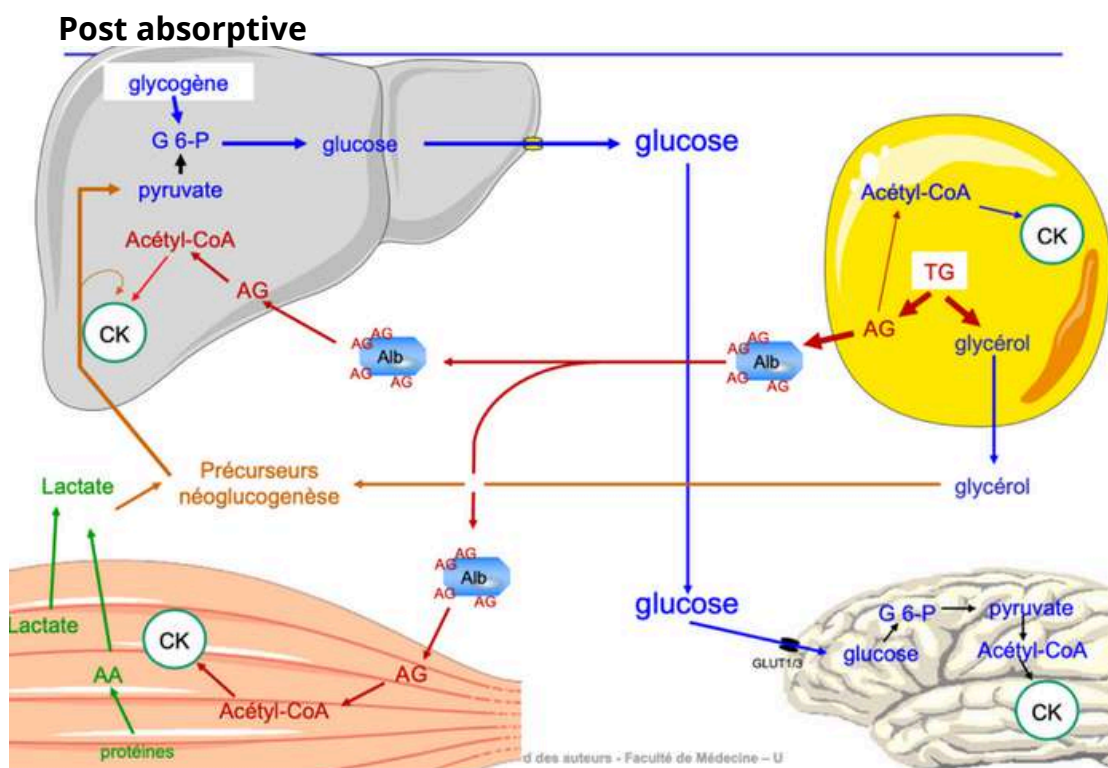 Post absorptive
glycogène
G 6-P
glucose
glucose
pyruvate
Acétyl-CoA
AG
CK
AG
AG
Alb
AG
AG
Acétyl-CoA
CK
TG
AG
glycérol
AG
AG
Alb
AG
AG
glycérol
Précurseurs
néoglucogenèse
Lactate
Lactate
AA
protéines
CK
Acétyl-CoA
AG
AG
AG
Alb
AG
AG
glucose
GLUT1/3
glucose
G 6-P
pyruvate
Acétyl-CoA
CK
d des auteurs - Faculté de Médecine – U